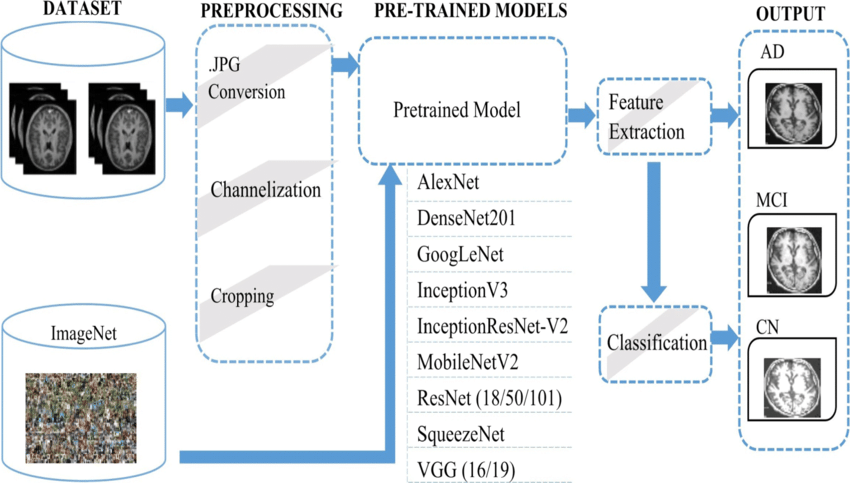 DATASET
PREPROCESSING
PRE-TRAINED MODELS
OUTPUT
.JPG
Conversion
Channelization
Cropping
ImageNet
Pretrained Model
AlexNet
DenseNet201
GoogLeNet
InceptionV3
InceptionResNet-V2
MobileNetV2
ResNet (18/50/101)
SqueezeNet
VGG (16/19)
Feature
Extraction
Classification
AD
MCI
CN